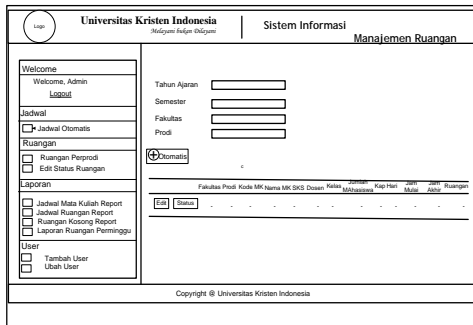 Logo
Universitas Kristen Indonesia
Melayani bukan Dilayani
Sistem Informasi
Manajemen Ruangan
Welcome
Welcome, Admin
Logout
Jadwal
Jadwal Otomatis
Ruangan
Ruangan Perprodi
Edit Status Ruangan
Laporan
Jadwal Mata Kuliah Report
Jadwal Ruangan Report
Ruangan Kosong Report
Laporan Ruangan Perminggu
User
Tambah User
Ubah User
Tahun Ajaran
Semester
Fakultas
Prodi
Otomatis
c
Fakultas Prodi Kode MK Nama MK SKS Dosen Kelas Jumlah MAhasiswa Kap Hari Jam Mulai Jam Akhir Ruangan
Edit Status - - - - - - - - - - - -
Copyright @ Universitas Kristen Indonesia